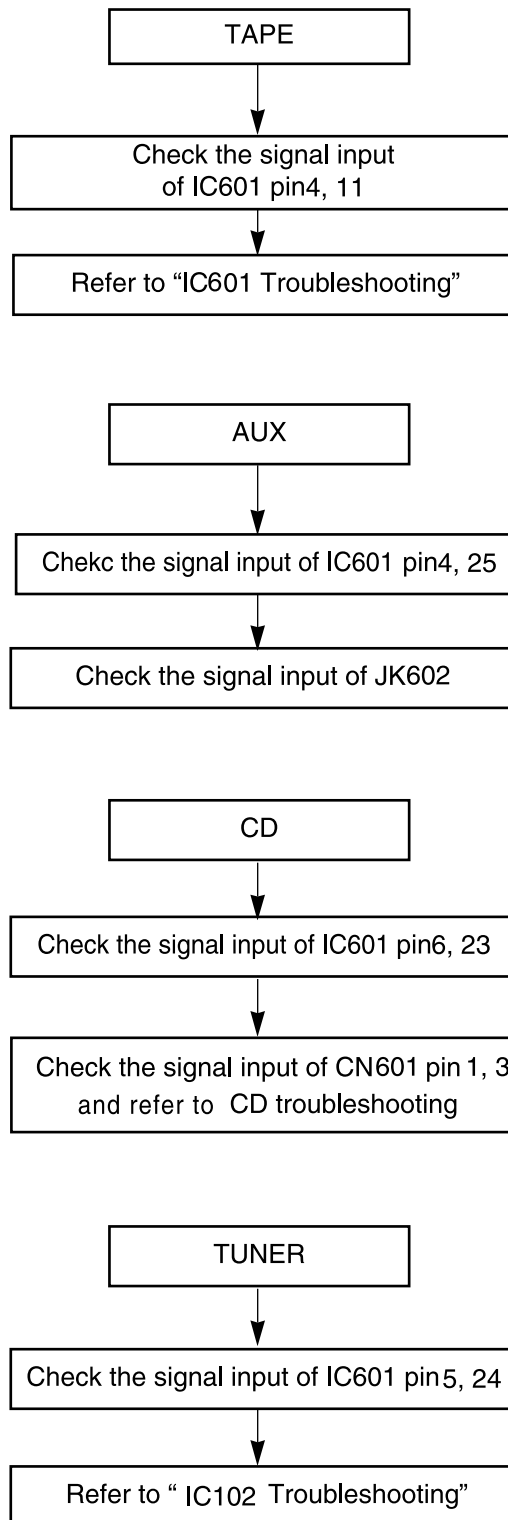 TAPE
Check the signal input
of IC601 pin4, 11
Refer to “IC601 Troubleshooting”
AUX
Chekc the signal input of IC601 pin4, 25
Check the signal input of JK602
CD
Check the signal input of IC601 pin6, 23
Check the signal input of CN601 pin 1, 3
and refer to CD troubleshooting
TUNER
Check the signal input of IC601 pin5, 24
Refer to “ IC102 Troubleshooting”